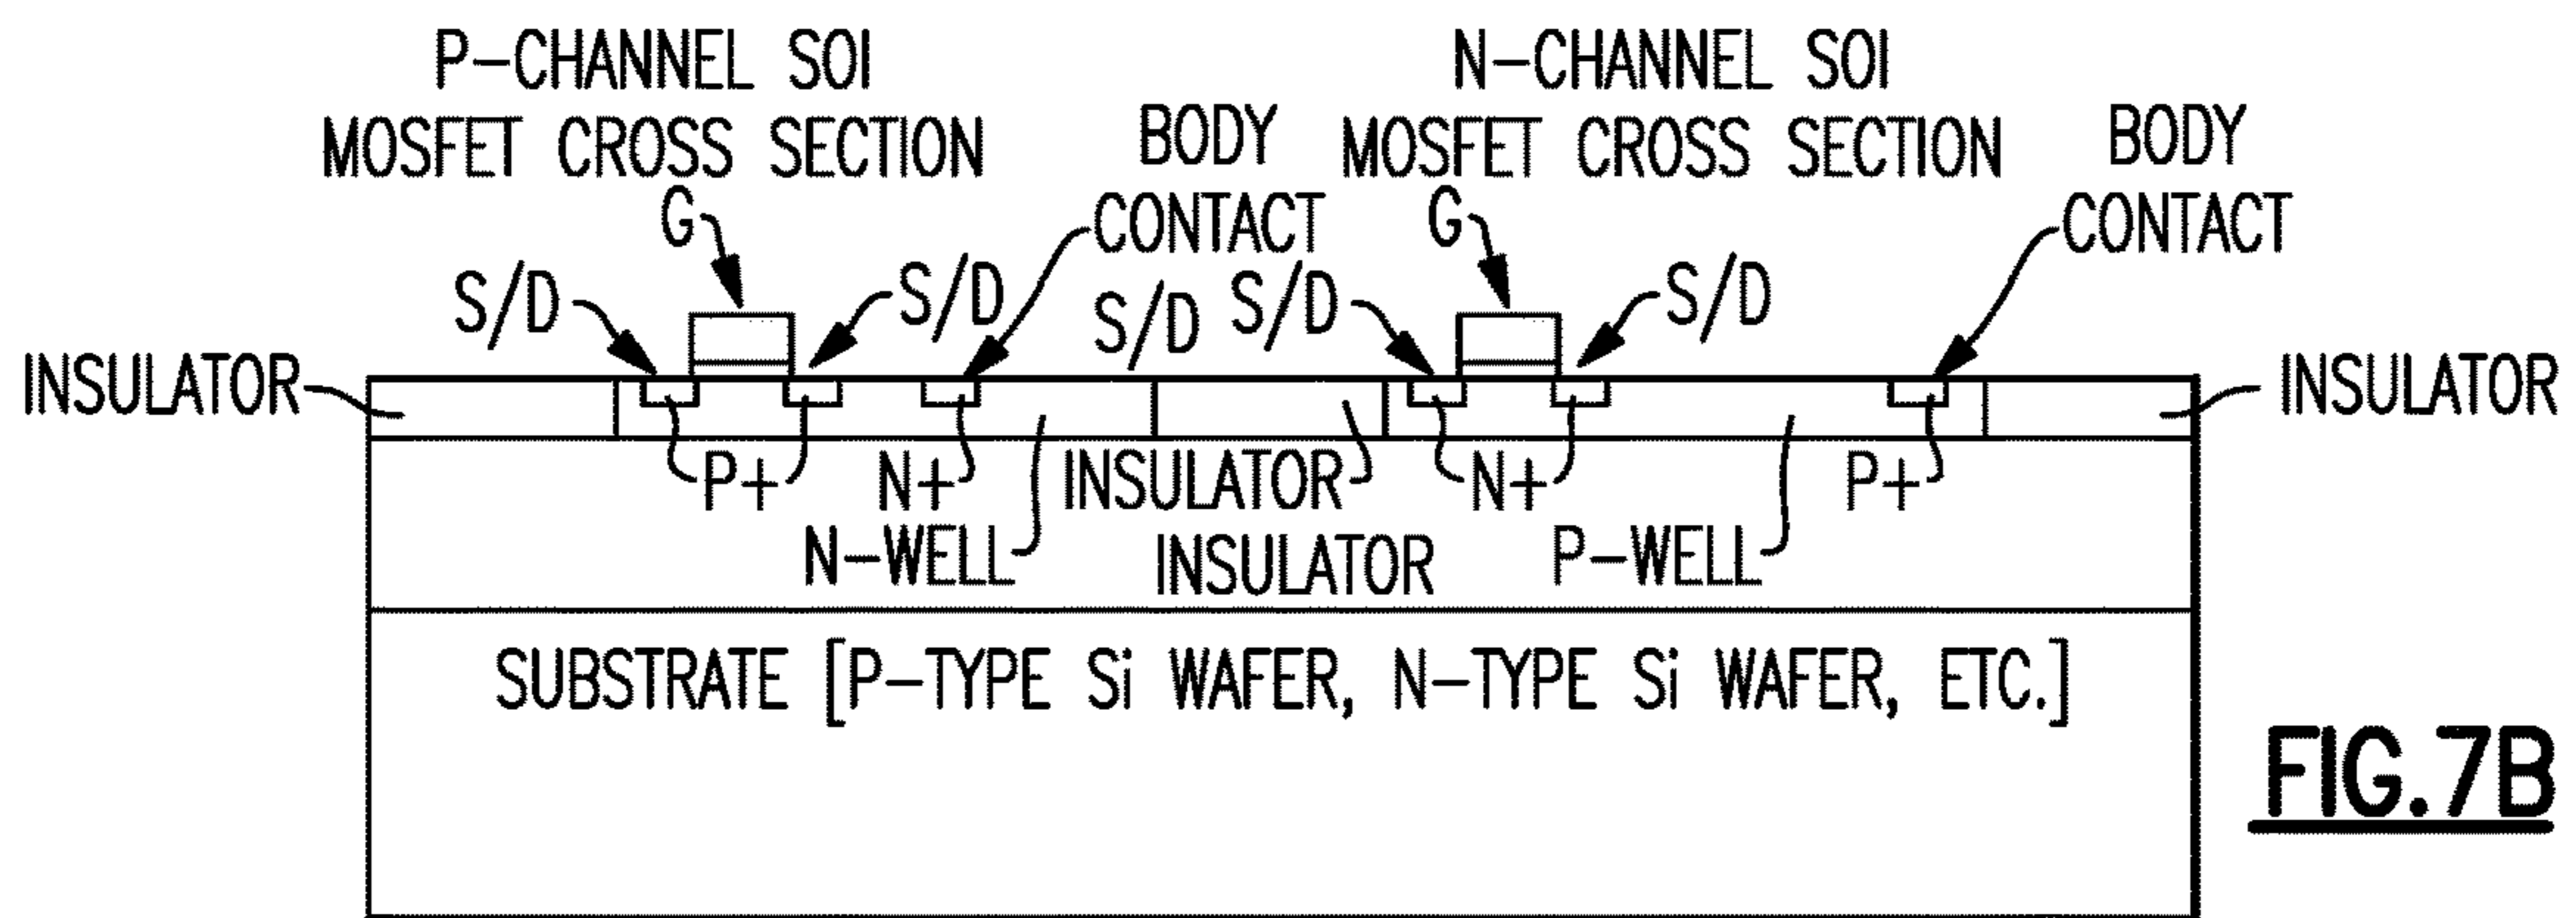 P-CHANNEL SOI
MOSFET CROSS SECTION
N-CHANNEL SOI
MOSFET CROSS SECTION
BODY
CONTACT
BODY
CONTACT
G
G
S/D
S/D
S/D
S/D
S/D
INSULATOR
INSULATOR
P+
N+
INSULATOR
N+
P+
N-WELL
INSULATOR
P-WELL
SUBSTRATE [P-TYPE Si WAFER, N-TYPE Si WAFER, ETC.]
FIG.7B